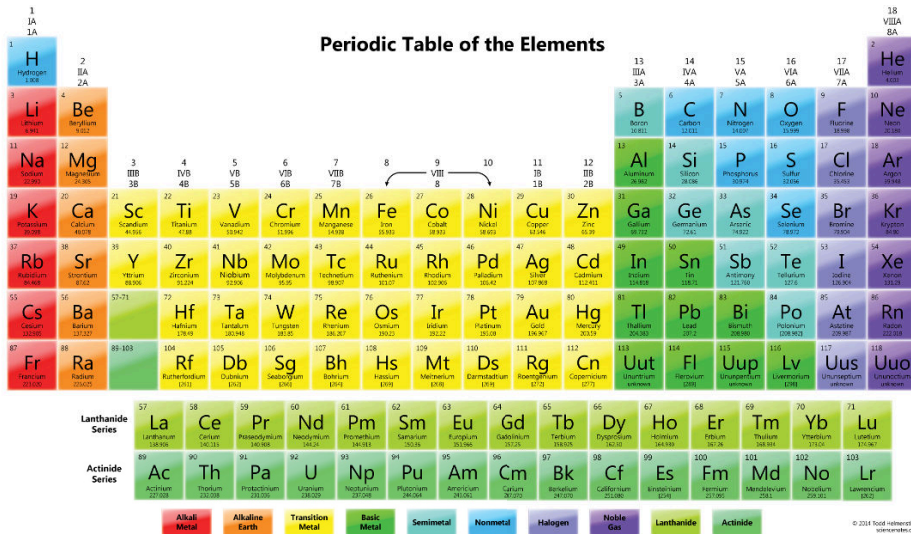 1
IA
1A
18
VIIIA
8A
Periodic Table of the Elements
1 2
H He
Hydrogen Helium
1.008 4.003
2
IIA
2A
13 14 15 16 17
IIIA IVA VA VIA VIIA
3A 4A 5A 6A 7A
3 4 5 6 7 8 9 10
Li Be B C N O F Ne
Lithium Beryllium Boron Carbon Nitrogen Oxygen Fluorine Neon
6.941 9.012 10.811 12.011 14.007 15.999 18.998 20.180
3 4 5 6 7 8 9 10 11 12
IIIB IVB VB VIB VIIB VIII IB IIB
3B 4B 5B 6B 7B 8 1B 2B
11 12 13 14 15 16 17 18
Na Mg Al Si P S Cl Ar
Sodium Magnesium Aluminum Silicon Phosphorus Sulfur Chlorine Argon
24.305 26.982 28.086 30.974 32.066 35.453 39.948
19 20 21 22 23 24 25 26 27 28 29 30 31 32 33 34 35 36
K Ca Sc Ti V Cr Mn Fe Co Ni Cu Zn Ga Ge As Se Br Kr
Potassium Calcium Scandium Titanium Vanadium Chromium Manganese Iron Cobalt Nickel Copper Zinc Gallium Germanium Arsenic Selenium Bromine Krypton
39.098 40.078 44.956 47.88 50.942 51.996 14.938 55.933 58.933 58.693 63.546 65.39 69.732 72.61 74.922 78.972 79.904 84.80
37 38 39 40 41 42 43 44 45 46 47 48 49 50 51 52 53 54
Rb Sr Y Zr Nb Mo Tc Ru Rh Pd Ag Cd In Sn Sb Te I Xe
Rubidium Strontium Yttrium Zirconium Niobium Molybdenum Technetium Ruthenium Rhodium Palladium Silver Cadmium Indium Tin Antimony Tellurium Iodine Xenon
84.468 87.62 88.906 91.224 92.906 95.95 98.907 101.07 102.906 106.42 107.868 112.411 114.818 118.71 121.760 127.6 126.904 131.29
55 56 57-71 72 73 74 75 76 77 78 79 80 81 82 83 84 85 86
Cs Ba Hf Ta W Re Os Ir Pt Au Hg Tl Pb Bi Po At Rn
Cesium Barium Hafnium Tantalum Tungsten Rhenium Osmium Iridium Platinum Gold Mercury Thallium Lead Bismuth Polonium Astatine Radon
132.905 137.327 178.49 180.948 183.85 186.207 190.23 192.22 195.08 196.967 200.59 204.383 207.2 208.980 [208.982] 209.987 222.018
87 88 89-103 104 105 106 107 108 109 110 111 112 113 114 115 116 117 118
Fr Ra Rf Db Sg Bh Hs Mt Ds Rg Cn Uut Fl Uup Lv Uus Uuo
Francium Radium Rutherfordium Dubnium Seaborgium Bohrium Hassium Meitnerium Darmstadtium Roentgenium Copernicium Ununtrium Flerovium Ununpentium Livermorium Ununseptium Ununoctium
223.020 226.025 [261] [262] [266] [264] [269] [268] [269] [272] [277] unknown [289] unknown [298] unknown unknown
Lanthanide
Series
57 58 59 60 61 62 63 64 65 66 67 68 69 70 71
La Ce Pr Nd Pm Sm Eu Gd Tb Dy Ho Er Tm Yb Lu
Lanthanum Cerium Praseodymium Neodymium Promethium Samarium Europium Gadolinium Terbium Dysprosium Holmium Erbium Thulium Ytterbium Lutetium
138.906 140.115 140.908 144.24 144.913 150.36 151.966 157.25 158.925 162.50 164.930 167.26 168.934 173.04 174.967
Actinide
Series
89 90 91 92 93 94 95 96 97 98 99 100 101 102 103
Ac Th Pa U Np Pu Am Cm Bk Cf Es Fm Md No Lr
Actinium Thorium Protactinium Uranium Neptunium Plutonium Americium Curium Berkelium Californium Einsteinium Fermium Mendelevium Nobelium Lawrencium
227.028 232.038 231.036 238.029 237.048 244.064 243.061 247.070 247.070 251.080 [254] 257.095 258.1 259.101 [262]
Alkali Alkaline Transition Basic Semimetal Nonmetal Halogen Noble Lanthanide Actinide
Metal Earth Metal Metal Gas
© 2014 Todd Helmenst
sciencenotes.c